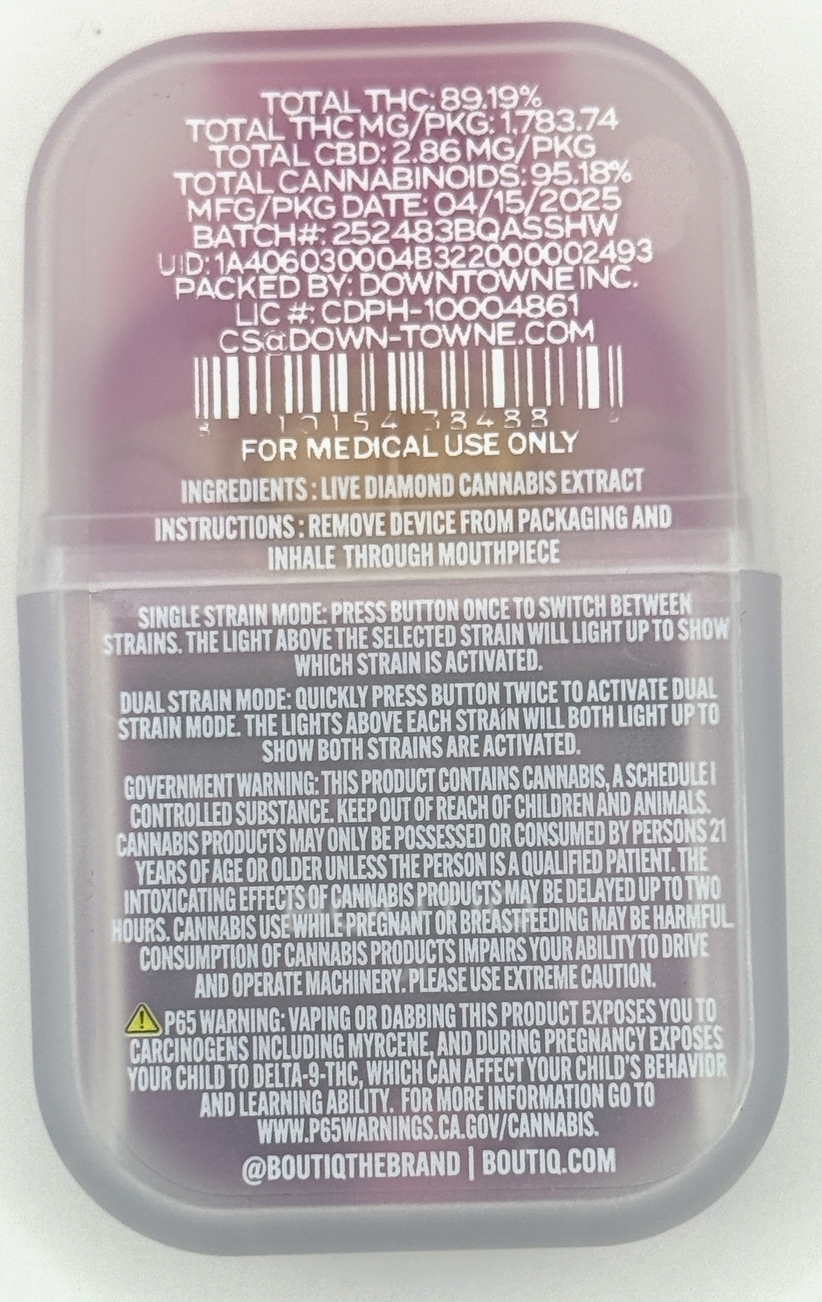 TOTAL THC: 89.19%
TOTAL THC MG/PKG: 1,783.74
TOTAL CBD: 2.86 MG/PKG
TOTAL CANNABINOIDS: 95.18%
MFG/PKG DATE: 04/15/2025
BATCH#: 252483BQASSHW
UID: 1A406030004B322000002493
PACKED BY: DOWNTOWNE INC.
LIC #: CDPH-10004861
CS@DOWN-TOWNE.COM
FOR MEDICAL USE ONLY
INGREDIENTS : LIVE DIAMOND CANNABIS EXTRACT
INSTRUCTIONS : REMOVE DEVICE FROM PACKAGING AND
INHALE THROUGH MOUTHPIECE
SINGLE STRAIN MODE: PRESS BUTTON ONCE TO SWITCH BETWEEN
STRAINS. THE LIGHT ABOVE THE SELECTED STRAIN WILL LIGHT UP TO SHOW
WHICH STRAIN IS ACTIVATED.
DUAL STRAIN MODE: QUICKLY PRESS BUTTON TWICE TO ACTIVATE DUAL
STRAIN MODE. THE LIGHTS ABOVE EACH STRAIN WILL BOTH LIGHT UP TO
SHOW BOTH STRAINS ARE ACTIVATED.
GOVERNMENT WARNING: THIS PRODUCT CONTAINS CANNABIS, A SCHEDULE I
CONTROLLED SUBSTANCE. KEEP OUT OF REACH OF CHILDREN AND ANIMALS.
CANNABIS PRODUCTS MAY ONLY BE POSSESSED OR CONSUMED BY PERSONS 21
YEARS OF AGE OR OLDER UNLESS THE PERSON IS A QUALIFIED PATIENT. THE
INTOXICATING EFFECTS OF CANNABIS PRODUCTS MAY BE DELAYED UP TO TWO
HOURS. CANNABIS USE WHILE PREGNANT OR BREASTFEEDING MAY BE HARMFUL.
CONSUMPTION OF CANNABIS PRODUCTS IMPAIRS YOUR ABILITY TO DRIVE
AND OPERATE MACHINERY. PLEASE USE EXTREME CAUTION.
P65 WARNING: VAPING OR DABBING THIS PRODUCT EXPOSES YOU TO
CARCINOGENS INCLUDING MYRCENE, AND DURING PREGNANCY EXPOSES
YOUR CHILD TO DELTA-9-THC, WHICH CAN AFFECT YOUR CHILD'S BEHAVIOR
AND LEARNING ABILITY. FOR MORE INFORMATION GO TO
WWW.P65WARNINGS.CA.GOV/CANNABIS.
@BOUTIQTHEBRAND | BOUTIQ.COM